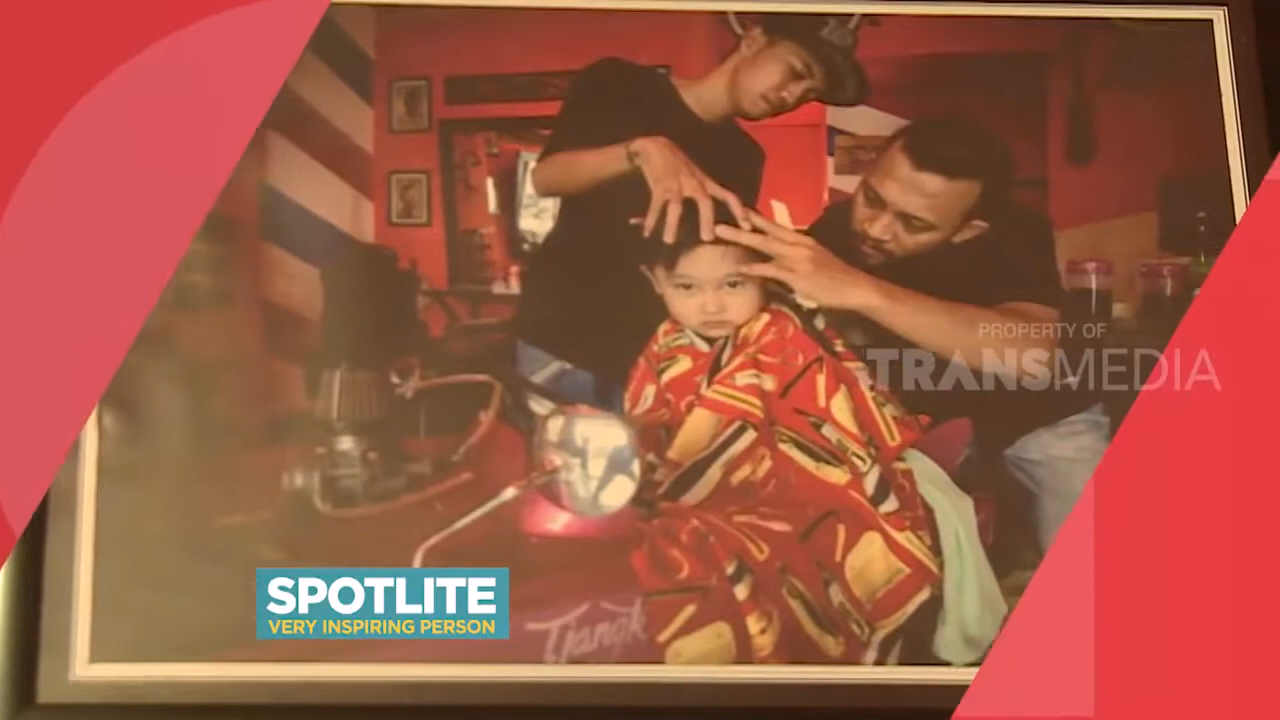 PROPERTY OF
TRANSMEDIA
SPOTLITE
VERY INSPIRING PERSON